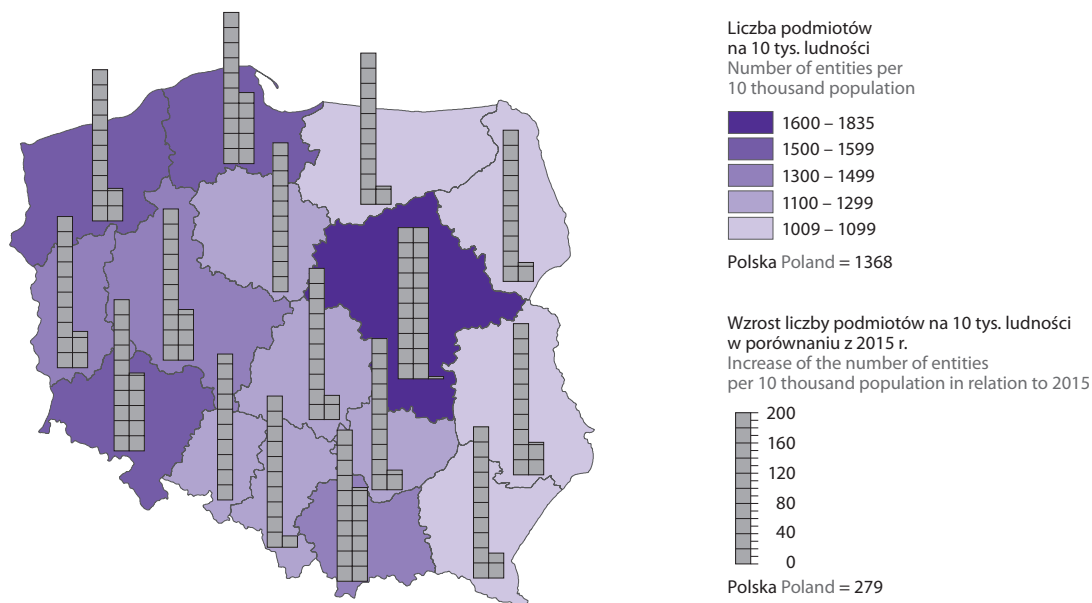 Liczba podmiotów
na 10 tys. ludności
Number of entities per
10 thousand population
1600 – 1835
1500 – 1599
1300 – 1499
1100 – 1299
1009 – 1099
Polska Poland = 1368
Wzrost liczby podmiotów na 10 tys. ludności
w porównaniu z 2015 r.
Increase of the number of entities
per 10 thousand population in relation to 2015
200
160
120
80
40
0
Polska Poland = 279